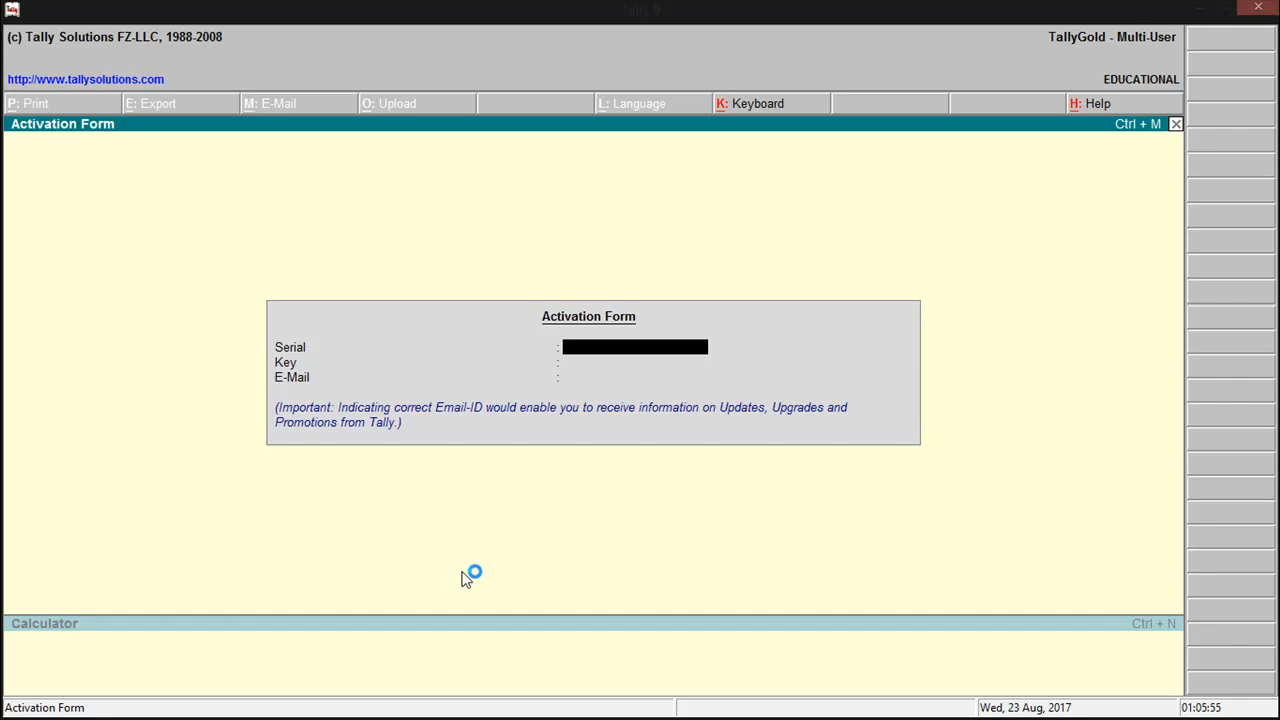 Tally 9
(c) Tally Solutions FZ-LLC, 1988-2008
TallyGold - Multi-User
http://www.tallysolutions.com
EDUCATIONAL
P: Print
E: Export
M: E-Mail
O: Upload
L: Language
K: Keyboard
H: Help
Activation Form
Ctrl + M
Activation Form
Serial :
Key :
E-Mail :
(Important: Indicating correct Email-ID would enable you to receive information on Updates, Upgrades and
Promotions from Tally.)
Calculator
Ctrl + N
Activation Form
Wed, 23 Aug, 2017
01:05:55